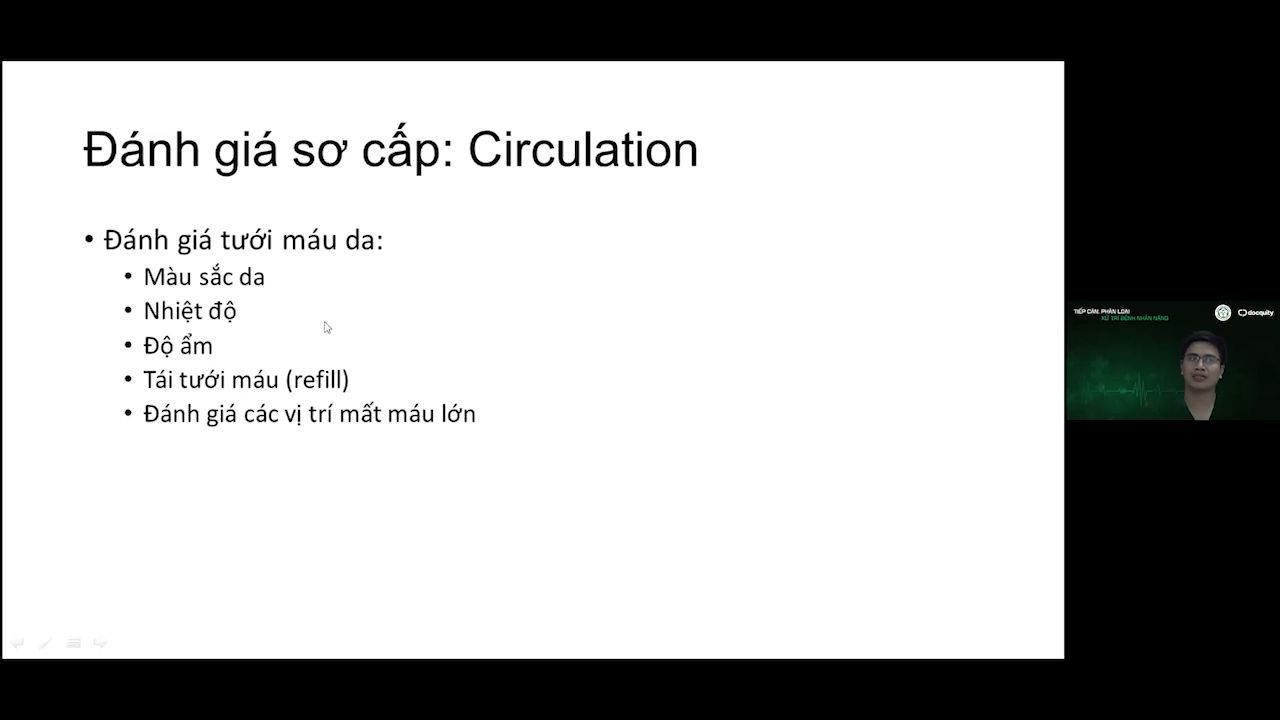 Đánh giá sơ cấp: Circulation
• Đánh giá tưới máu da:
• Màu sắc da
• Nhiệt độ
• Độ ẩm
• Tái tưới máu (refill)
• Đánh giá các vị trí mất máu lớn
TIẾP CẬN, PHÂN LOẠI
XỬ TRÍ BỆNH NHÂN NẶNG
docquity